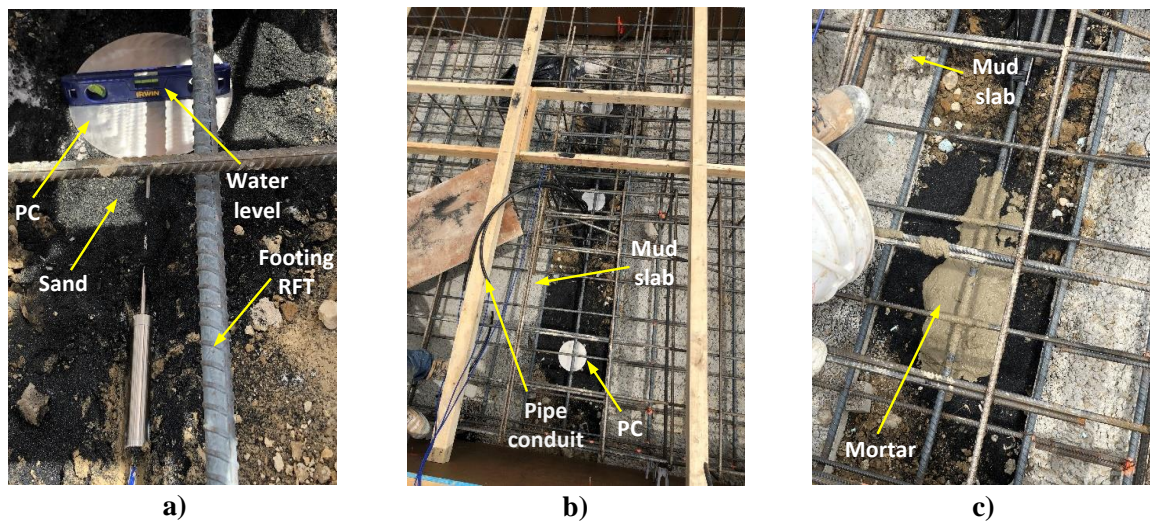 IRWIN
PC
Water
level
Sand
Footing
RFT
Mud
slab
Pipe
conduit
PC
Mud
slab
Mortar
a)
b)
c)